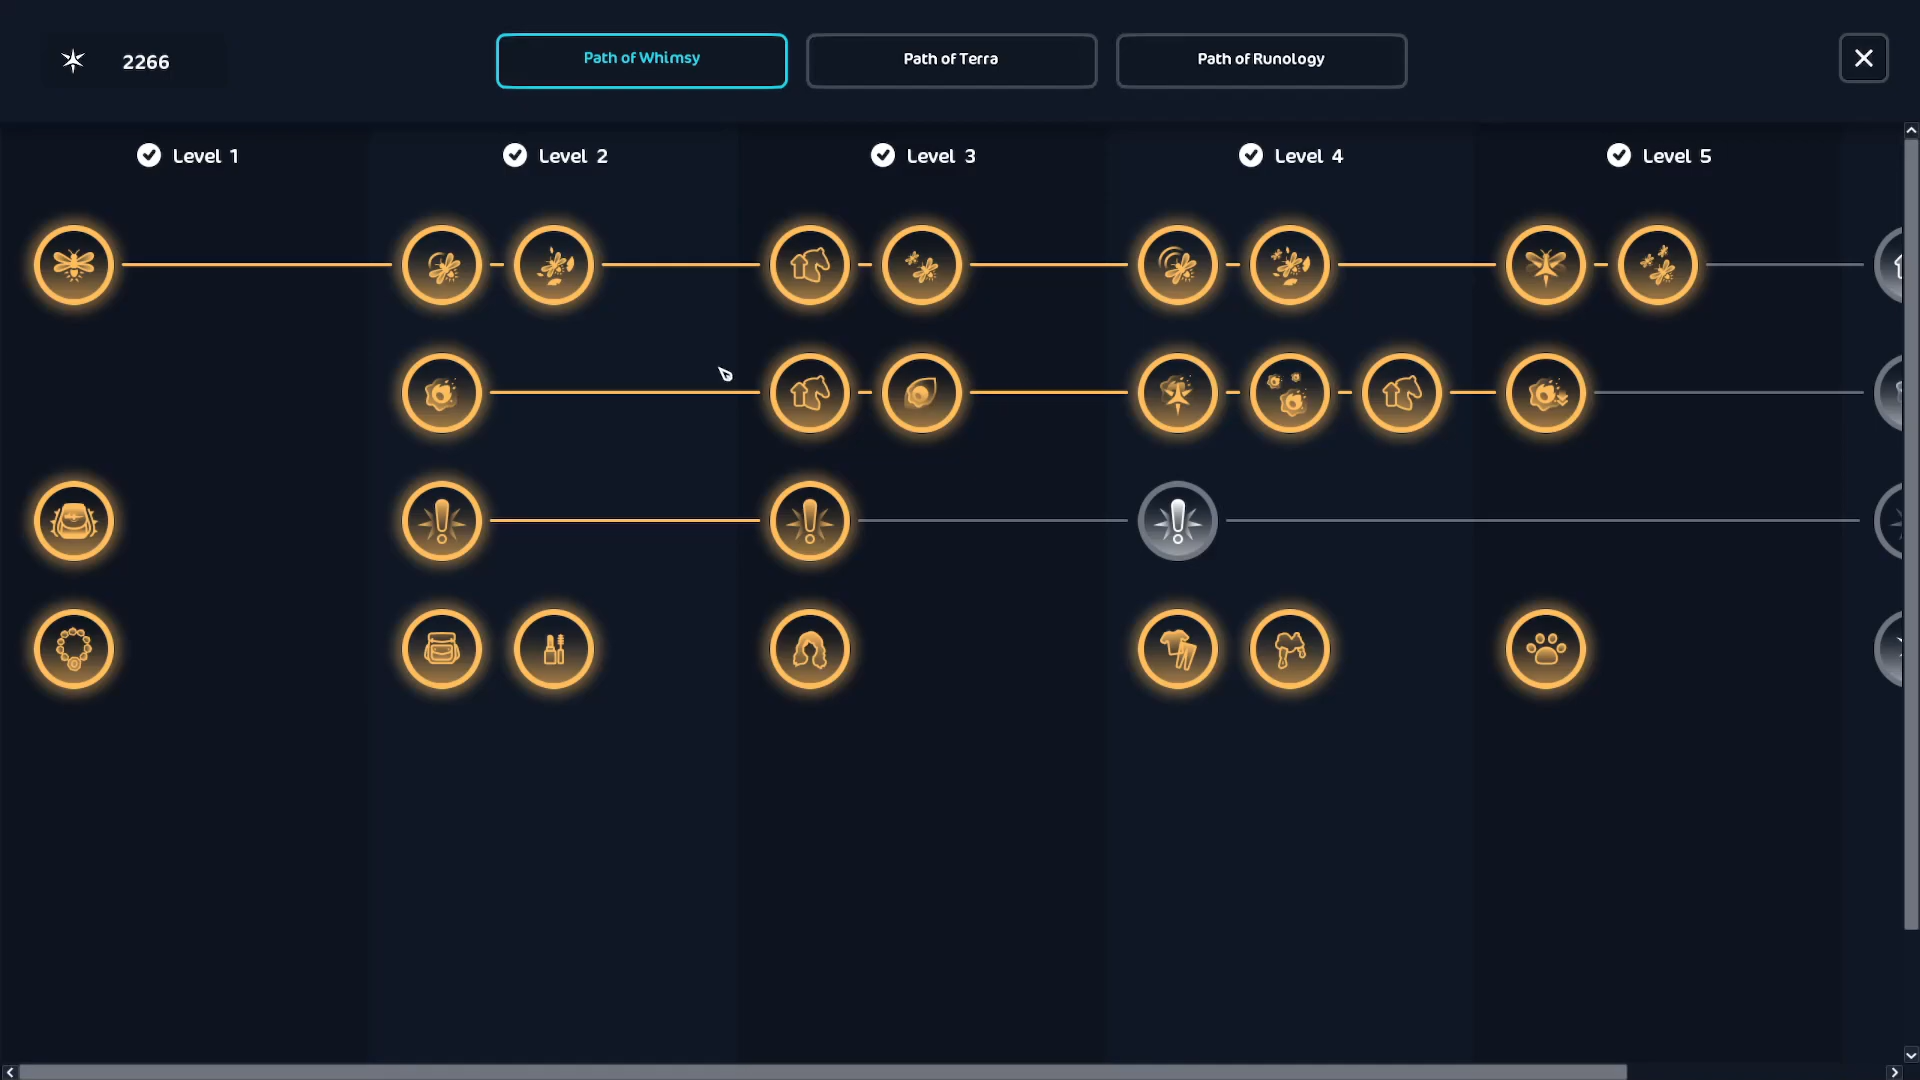 2266
Path of Whimsy
Path of Terra
Path of Runology
Level 1
Level 2
Level 3
Level 4
Level 5